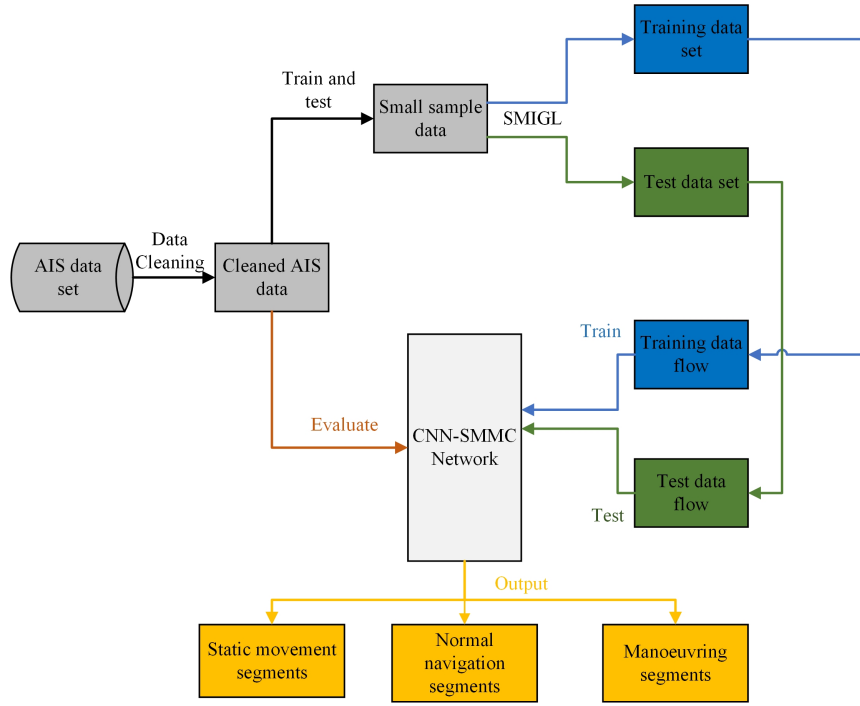 Training data
set
Train and
test
Small sample
data
SMIGL
Test data set
Data
Cleaning
AIS data
set
Cleaned AIS
data
Train
Training data
flow
Evaluate
CNN-SMMC
Network
Test data
flow
Test
Output
Static movement
segments
Normal
navigation
segments
Manoeuvring
segments